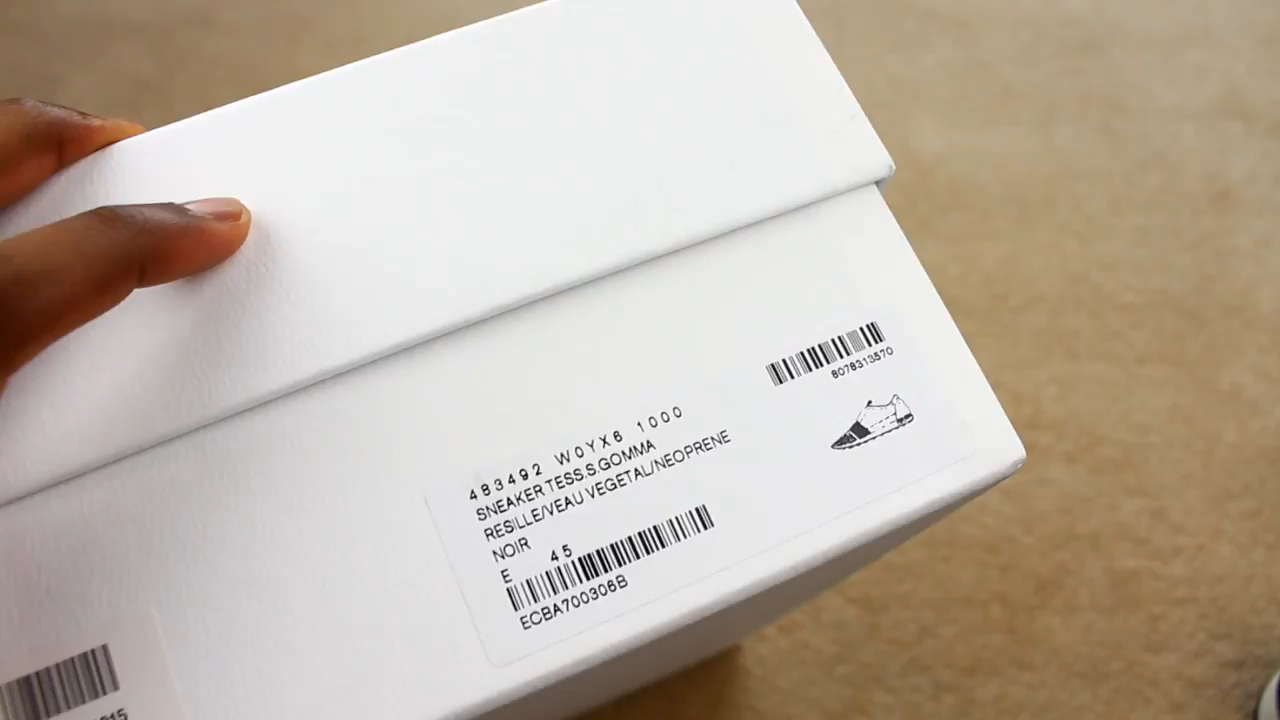 8078313570
483492 W0YX6 1000
SNEAKER TESS.S.GOMMA
RESILLE/VEAU VEGETAL/NEOPRENE
NOIR
E 45
ECBA700306B